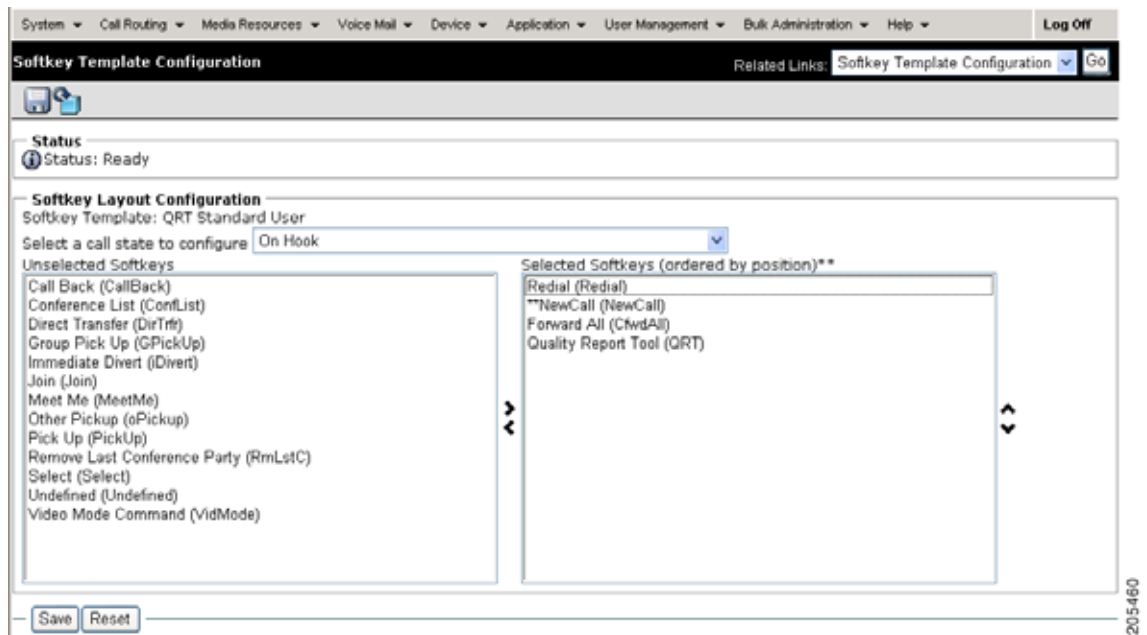 System Call Routing Media Resources Voice Mail Device Application User Management Bulk Administration Help Log Off
Softkey Template Configuration Related Links: Softkey Template Configuration Go
Status
Status: Ready
Softkey Layout Configuration
Softkey Template: QRT Standard User
Select a call state to configure On Hook
Unselected Softkeys
Call Back (CallBack)
Conference List (ConfList)
Direct Transfer (DirTrfr)
Group Pick Up (GPickUp)
Immediate Divert (iDivert)
Join (Join)
Meet Me (MeetMe)
Other Pickup (oPickup)
Pick Up (PickUp)
Remove Last Conference Party (RmLstC)
Select (Select)
Undefined (Undefined)
Video Mode Command (VidMode)
Selected Softkeys (ordered by position)**
Redial (Redial)
**NewCall (NewCall)
Forward All (CfwdAll)
Quality Report Tool (QRT)
Save Reset
205460